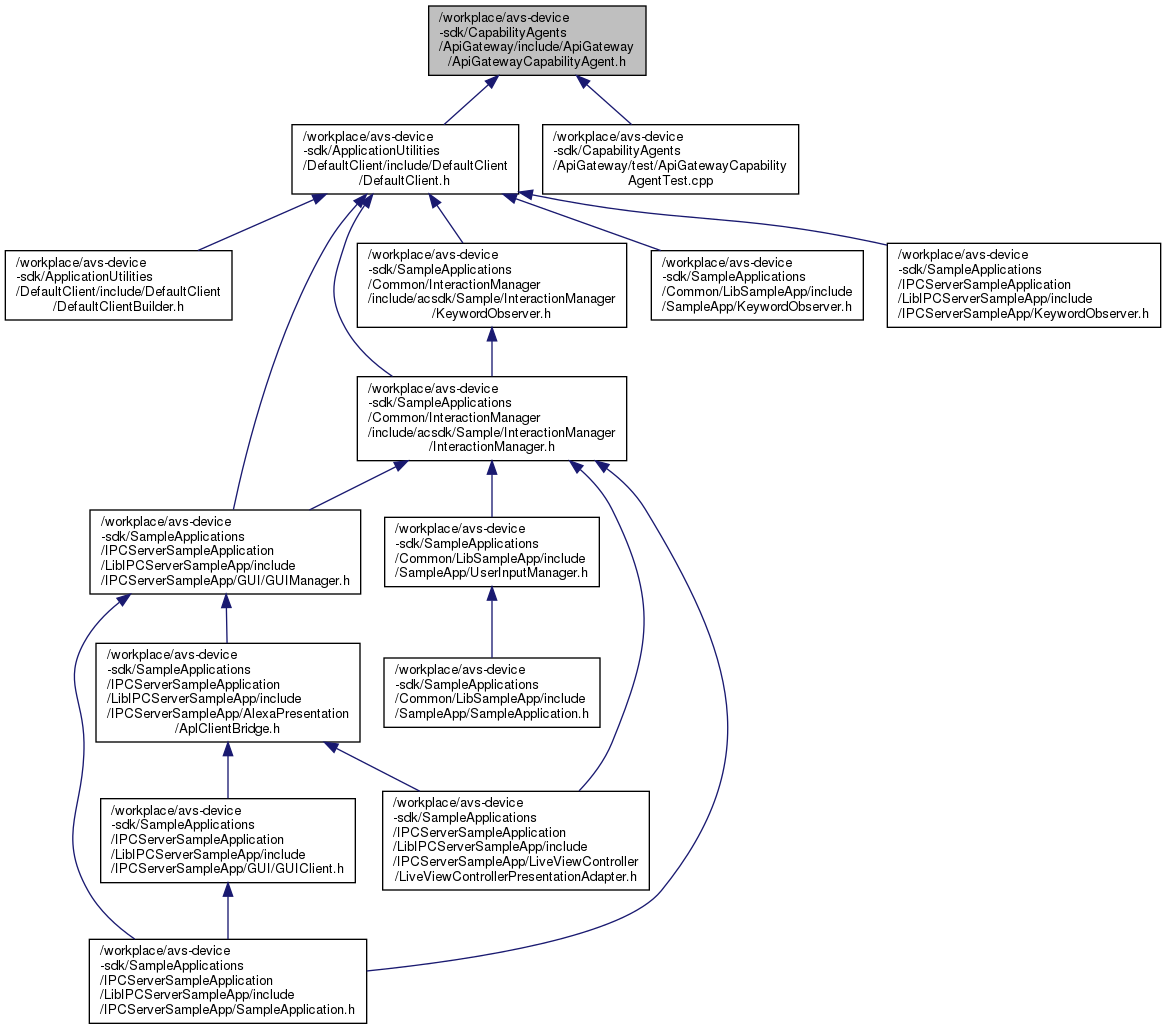 /workplace/avs-device
-sdk/CapabilityAgents
/ApiGateway/include/ApiGateway
/ApiGatewayCapabilityAgent.h
/workplace/avs-device
-sdk/ApplicationUtilities
/DefaultClient/include/DefaultClient
/DefaultClient.h
/workplace/avs-device
-sdk/CapabilityAgents
/ApiGateway/test/ApiGatewayCapability
AgentTest.cpp
/workplace/avs-device
-sdk/ApplicationUtilities
/DefaultClient/include/DefaultClient
/DefaultClientBuilder.h
/workplace/avs-device
-sdk/SampleApplications
/Common/InteractionManager
/include/acsdk/Sample/InteractionManager
/KeywordObserver.h
/workplace/avs-device
-sdk/SampleApplications
/Common/LibSampleApp/include
/SampleApp/KeywordObserver.h
/workplace/avs-device
-sdk/SampleApplications
/IPCServerSampleApplication
/LibIPCServerSampleApp/include
/IPCServerSampleApp/KeywordObserver.h
/workplace/avs-device
-sdk/SampleApplications
/Common/InteractionManager
/include/acsdk/Sample/InteractionManager
/InteractionManager.h
/workplace/avs-device
-sdk/SampleApplications
/IPCServerSampleApplication
/LibIPCServerSampleApp/include
/IPCServerSampleApp/GUI/GUIManager.h
/workplace/avs-device
-sdk/SampleApplications
/Common/LibSampleApp/include
/SampleApp/UserInputManager.h
/workplace/avs-device
-sdk/SampleApplications
/IPCServerSampleApplication
/LibIPCServerSampleApp/include
/IPCServerSampleApp/AlexaPresentation
/AplClientBridge.h
/workplace/avs-device
-sdk/SampleApplications
/Common/LibSampleApp/include
/SampleApp/SampleApplication.h
/workplace/avs-device
-sdk/SampleApplications
/IPCServerSampleApplication
/LibIPCServerSampleApp/include
/IPCServerSampleApp/GUI/GUIClient.h
/workplace/avs-device
-sdk/SampleApplications
/IPCServerSampleApplication
/LibIPCServerSampleApp/include
/IPCServerSampleApp/LiveViewController
/LiveViewControllerPresentationAdapter.h
/workplace/avs-device
-sdk/SampleApplications
/IPCServerSampleApplication
/LibIPCServerSampleApp/include
/IPCServerSampleApp/SampleApplication.h